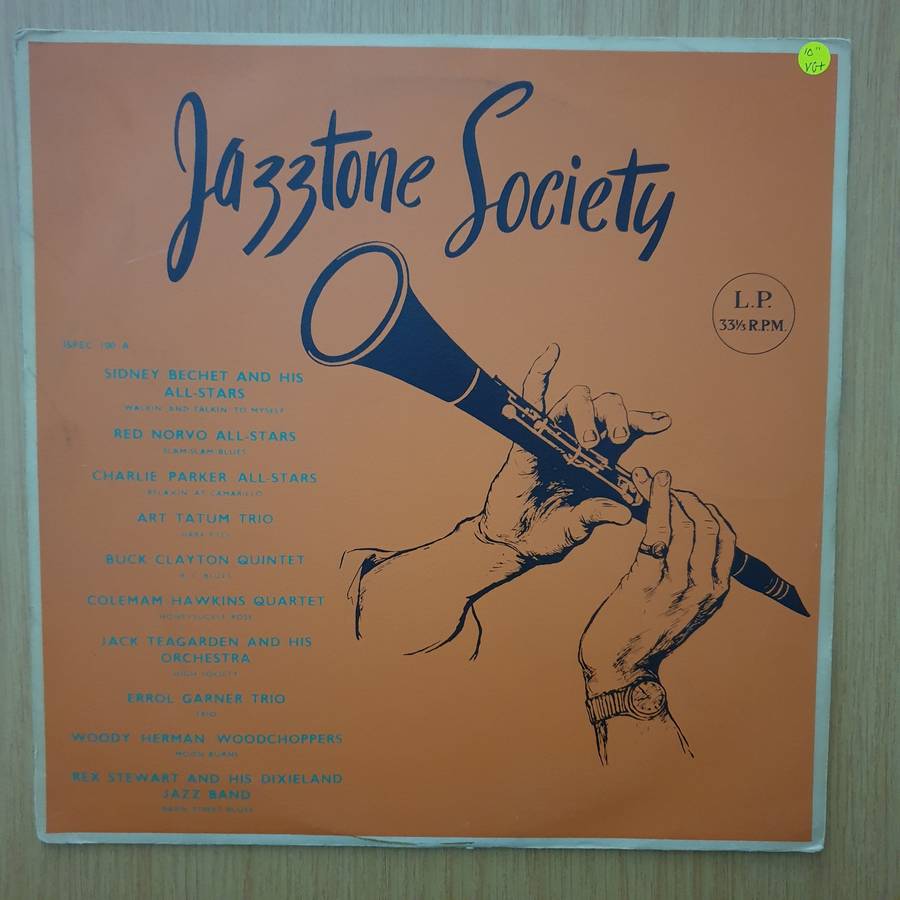 10"
VG+
Jazztone Society
L.P.
33⅓ R.P.M.
SIDNEY BECHET AND HIS
ALL-STARS
WALKIN AND TALKIN TO MYSELF
RED NORVO ALL-STARS
SLAM SLAM BLUES
CHARLIE PARKER ALL-STARS
RELAXIN AT CAMARILLO
ART TATUM TRIO
BUCK CLAYTON QUINTET
COLEMAM HAWKINS QUARTET
HONEYSUCKLE ROSE
JACK TEAGARDEN AND HIS
ORCHESTRA
HIGH SOCIETY
ERROL GARNER TRIO
TRIO
WOODY HERMAN WOODCHOPPERS
REX STEWART AND HIS DIXIELAND
JAZZ BAND